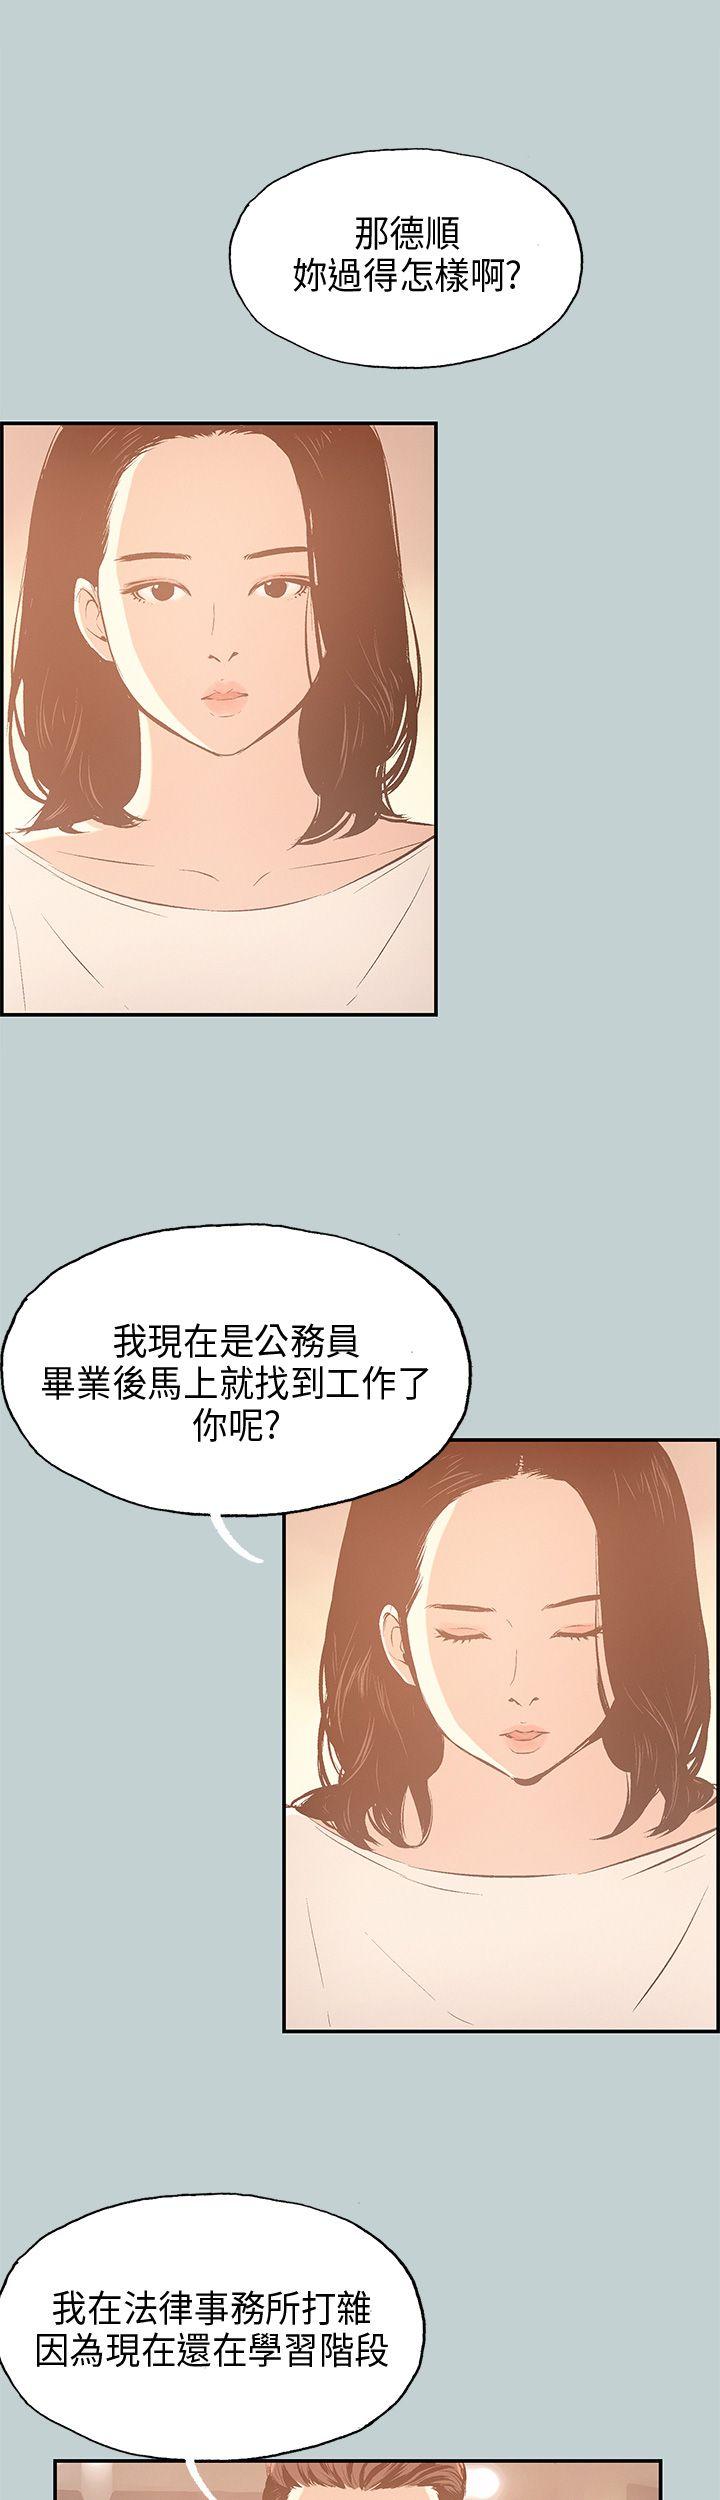 那德順
妳過得怎樣啊?
我現在是公務員
畢業後馬上就找到工作了
你呢?
我在法律事務所打雜
因為現在還在學習階段